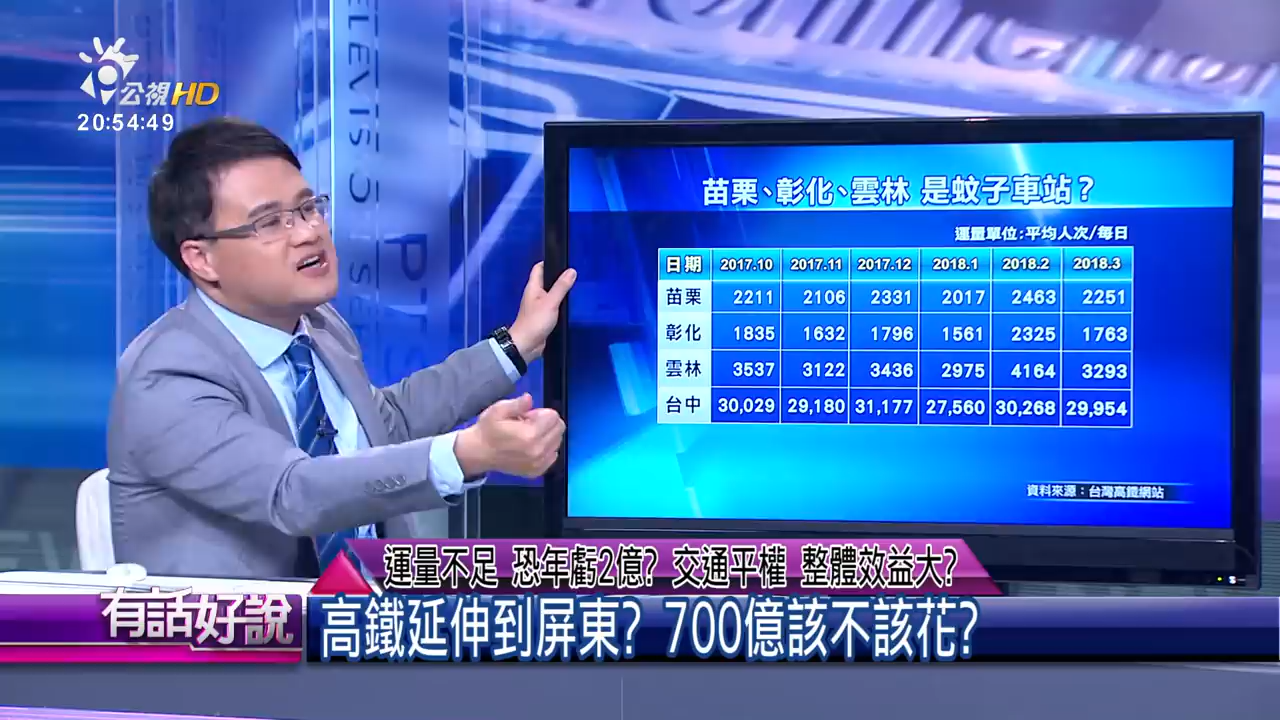 公視HD
20:54:49
ELEVIS
PTS
苗栗、彰化、雲林 是蚊子車站？
運量單位:平均人次/每日
日期 2017.10 2017.11 2017.12 2018.1 2018.2 2018.3
苗栗 2211 2106 2331 2017 2463 2251
彰化 1835 1632 1796 1561 2325 1763
雲林 3537 3122 3436 2975 4164 3293
台中 30,029 29,180 31,177 27,560 30,268 29,954
資料來源：台灣高鐵網站
運量不足 恐年虧2億? 交通平權 整體效益大?
有話好說
高鐵延伸到屏東? 700億該不該花?